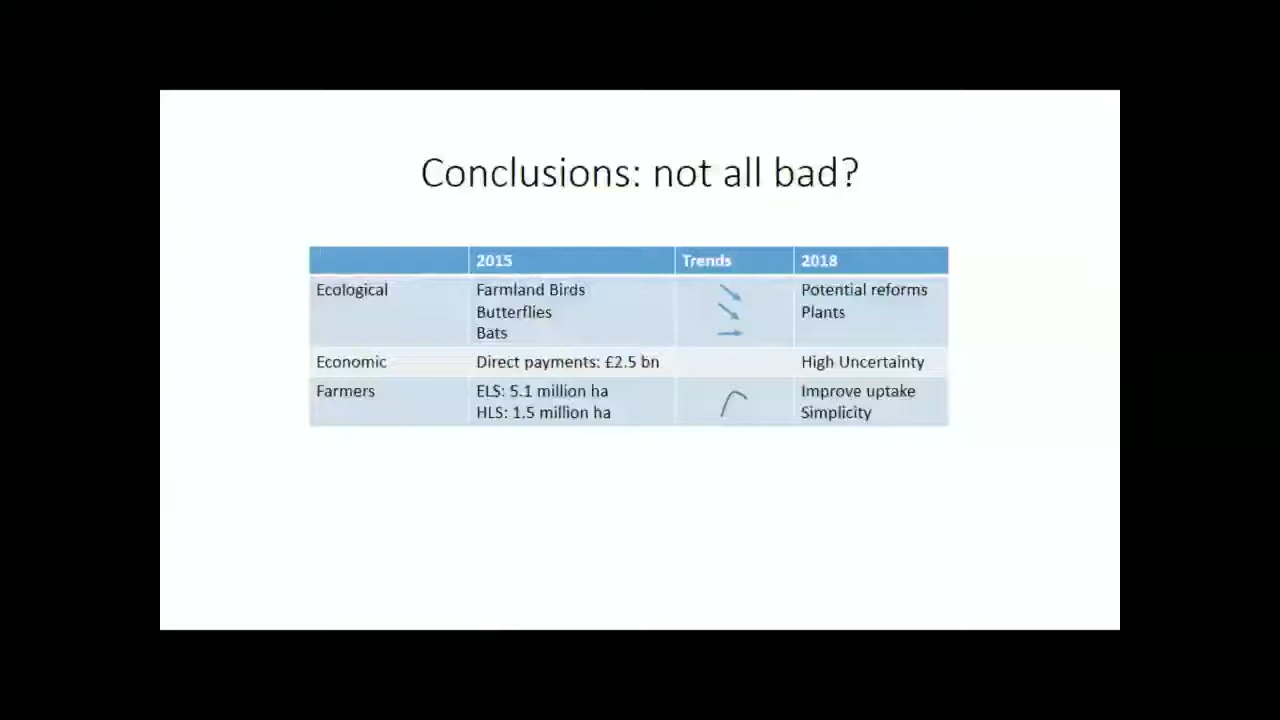 Conclusions: not all bad?
2015 Trends 2018
Ecological Farmland Birds Potential reforms
Butterflies Plants
Bats
Economic Direct payments: £2.5 bn High Uncertainty
Farmers ELS: 5.1 million ha Improve uptake
HLS: 1.5 million ha Simplicity